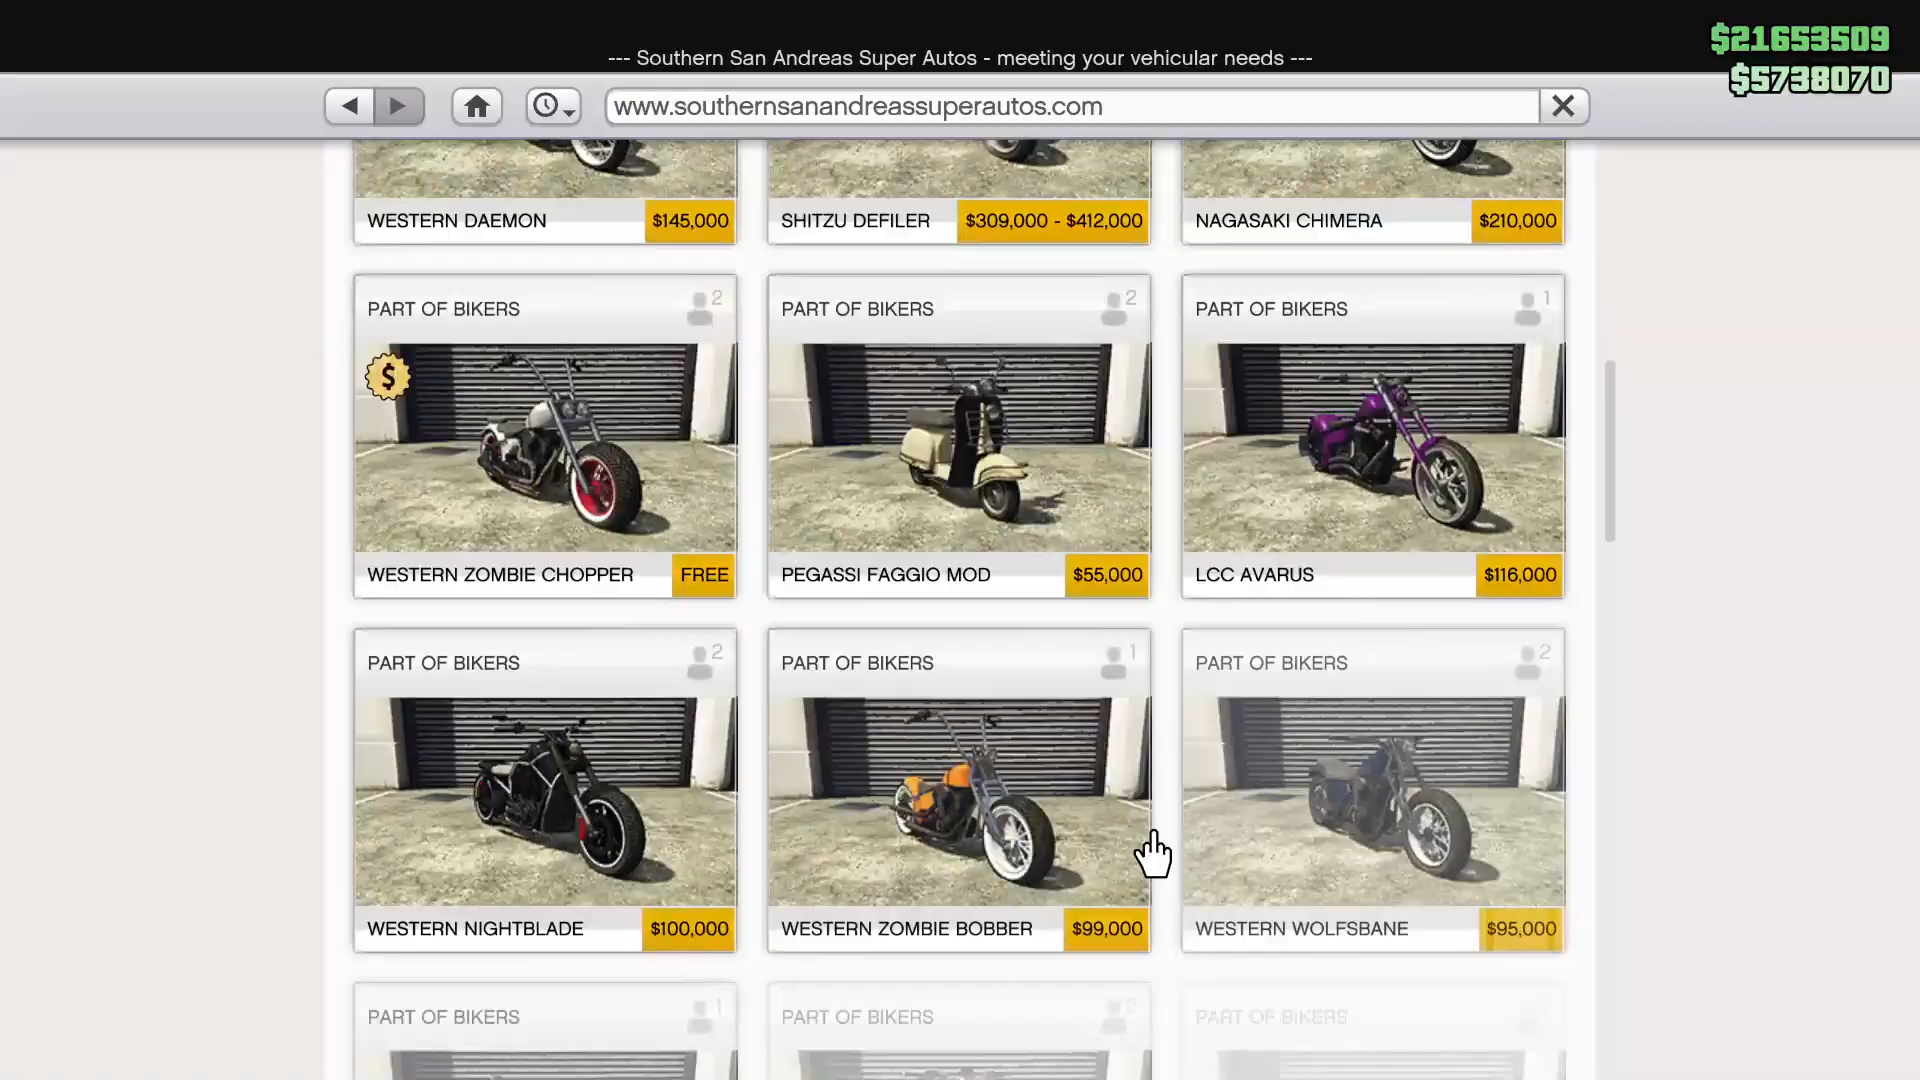 --- Southern San Andreas Super Autos - meeting your vehicular needs ---
$21653509
$5738070
www.southernsanandreassuperautos.com
WESTERN DAEMON $145,000
SHITZU DEFILER $309,000 - $412,000
NAGASAKI CHIMERA $210,000
PART OF BIKERS 2
PART OF BIKERS 2
PART OF BIKERS 1
$
WESTERN ZOMBIE CHOPPER FREE
PEGASSI FAGGIO MOD $55,000
LCC AVARUS $116,000
PART OF BIKERS 2
PART OF BIKERS 1
PART OF BIKERS 2
WESTERN NIGHTBLADE $100,000
WESTERN ZOMBIE BOBBER $99,000
WESTERN WOLFSBANE $95,000
PART OF BIKERS 1
PART OF BIKERS 2
PART OF BIKERS